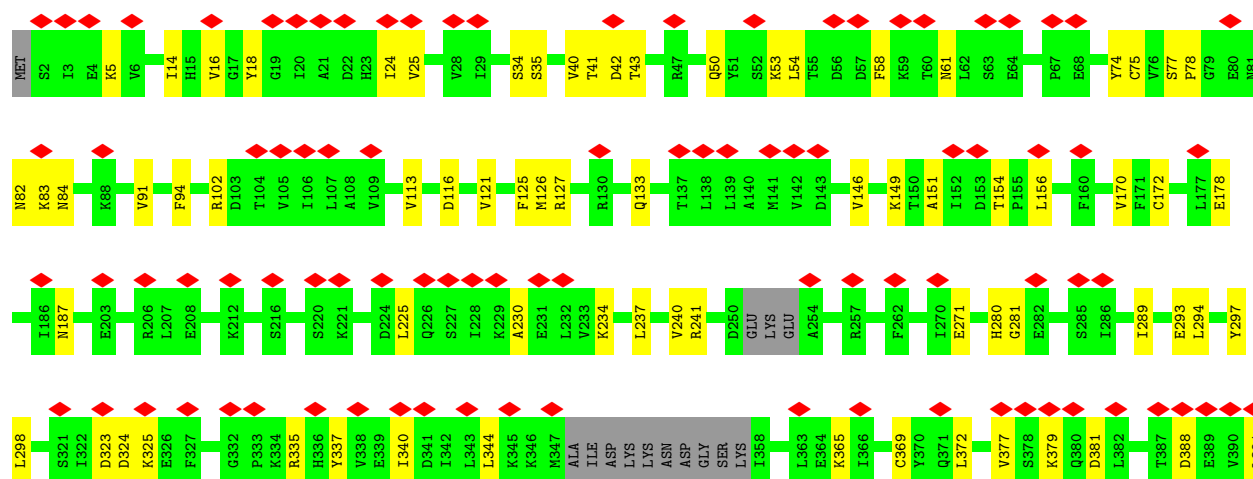 MET S2 I3 E4 K5 V6 I14 H15 V16 G17 Y18 G19 I20 A21 D22 H23 I24 V25 V28 I29 S34 S35 V40 T41 D42 T43 R47 Q50 Y51 S52 K53 L54 T55 D56 D57 F58 K59 T60 N61 L62 S63 E64 P67 E68 Y74 C75 V76 S77 P78 G79 E80 N81
N82 K83 N84 K88 V91 F94 R102 D103 T104 V105 I106 L107 A108 V109 V113 D116 V121 F125 M126 R127 R130 Q133 T137 L138 L139 A140 M141 V142 D143 V146 K149 T150 A151 I152 D153 T154 P155 L156 F160 V170 F171 C172 L177 E178
I186 N187 E203 R206 L207 E208 K212 S216 S220 K221 D224 L225 Q226 S227 I228 K229 A230 E231 L232 V233 K234 L237 V240 R241 D250 GLU LYS GLU A254 R257 F262 I270 E271 H280 G281 E282 S285 I286 I289 E293 L294 Y297
L298 S321 I322 D323 D324 K325 E326 F327 G332 P333 K334 R335 H336 Y337 V338 E339 I340 D341 I342 L343 L344 K345 K346 M347 ALA ILE ASP LYS LYS ASN ASP GLY SER LYS I358 L363 E364 K365 I366 C369 Y370 Q371 L372 V377 S378 K379 Q380 D381 L382 T387 D388 E389 V390